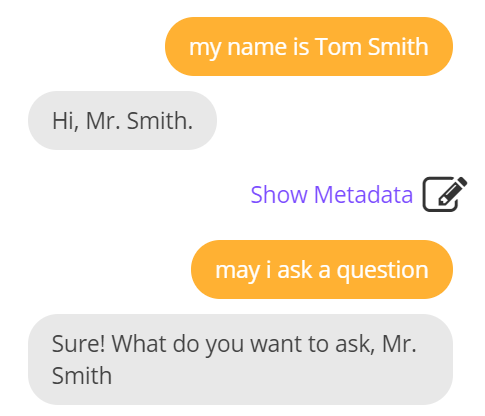 my name is Tom Smith
Hi, Mr. Smith.
Show Metadata
may i ask a question
Sure! What do you want to ask, Mr.
Smith